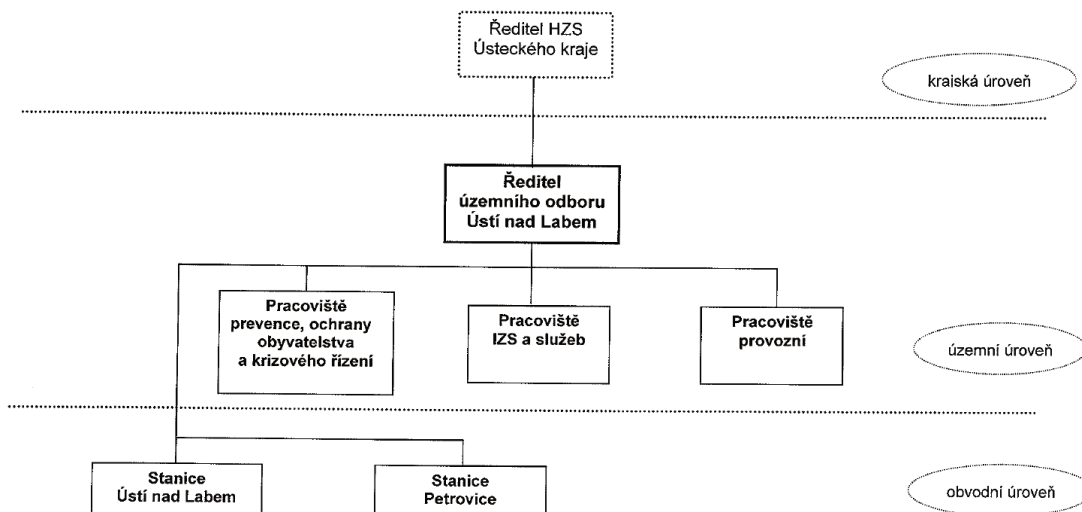 Ředitel HZS
Ústeckého kraje
krajská úroveň
Ředitel
územního odboru
Ústí nad Labem
Pracoviště
prevence, ochrany
obyvatelstva
a krizového řízení
Pracoviště
IZS a služeb
Pracoviště
provozní
územní úroveň
Stanice
Ústí nad Labem
Stanice
Petrovice
obvodní úroveň